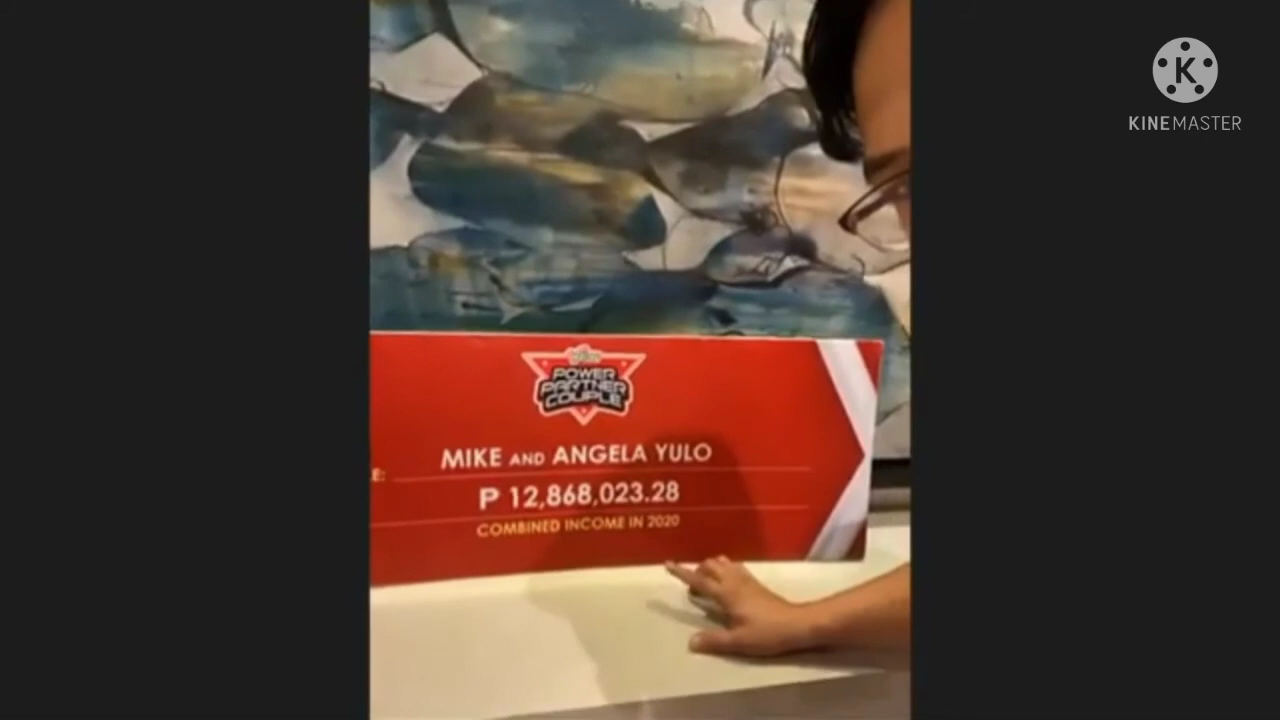 K
KINEMASTER
POWER
PARTNER
COUPLE
E:
MIKE AND ANGELA YULO
P 12,868,023.28
COMBINED INCOME IN 2020